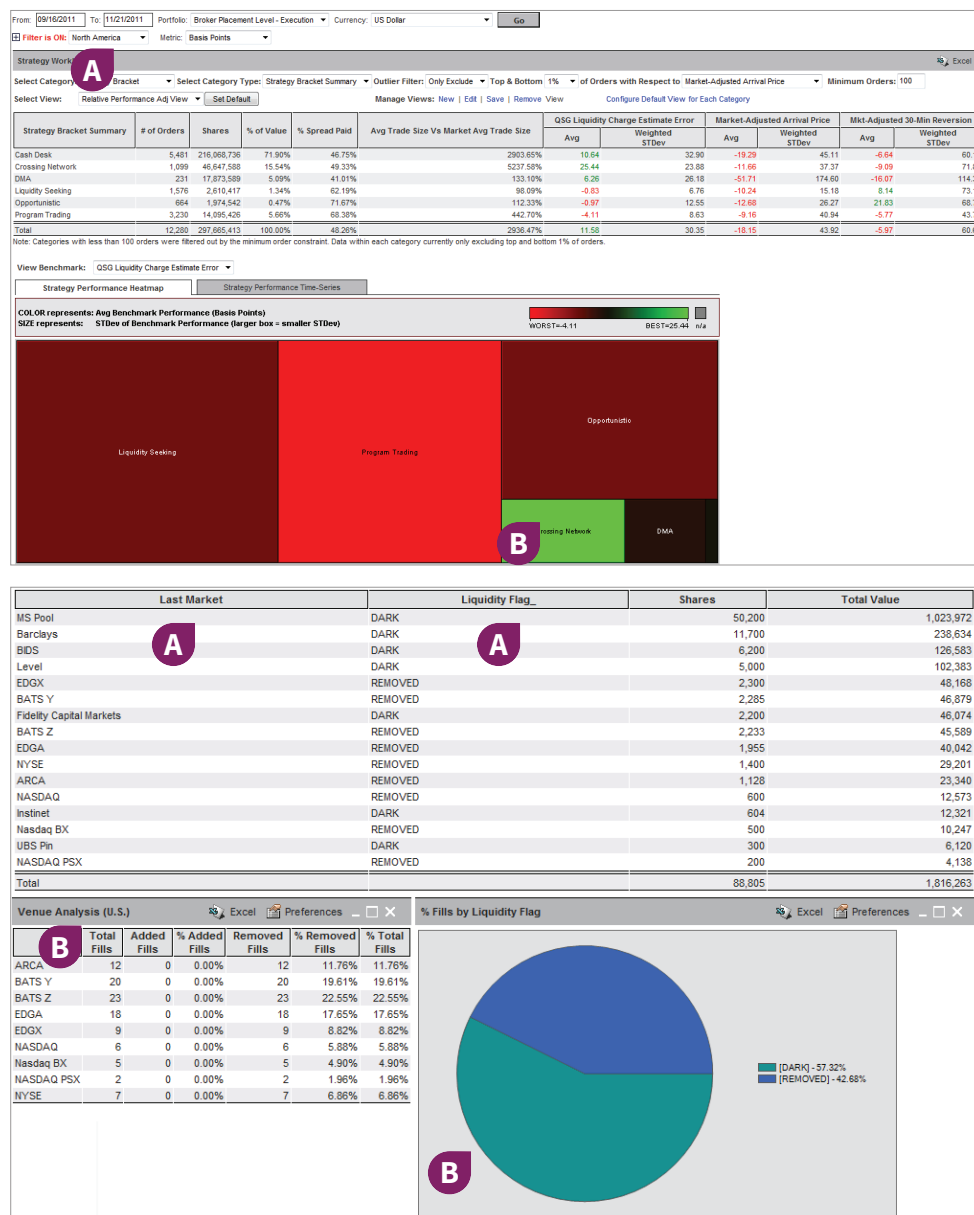 From: 09/16/2011 To: 11/21/2011 Portfolio: Broker Placement Level - Execution Currency: US Dollar Go
Filter is ON: North America Metric: Basis Points
Strategy Excel
Select Category Bracket Select Category Type: Strategy Bracket Summary Outlier Filter: Only Exclude Top & Bottom 1% of Orders with Respect to Market-Adjusted Arrival Price Minimum Orders: 100
A
Select View: Relative Performance Adj View Set Default Manage Views: New | Edit | Save | Remove View Configure Default View for Each Category
Strategy Bracket Summary # of Orders Shares % of Value % Spread Paid Avg Trade Size Vs Market Avg Trade Size QSG Liquidity Charge Estimate Error Market-Adjusted Arrival Price Mkt-Adjusted 30-Min Reversion
Avg Weighted STDev Avg Weighted STDev Avg Weighted STDev
Cash Desk 5,481 216,068,736 71.90% 46.75% 2903.65% 10.64 32.90 -19.29 45.11 -6.64 60.
Crossing Network 1,099 46,647,588 15.54% 49.33% 5237.58% 25.44 23.88 -11.66 37.37 -9.09 71.
DMA 231 17,873,589 5.09% 41.01% 133.10% 6.26 26.18 -51.71 174.60 -16.07 114.
Liquidity Seeking 1,576 2,610,417 1.34% 62.19% 98.09% -0.83 6.76 -10.24 15.18 8.14 73.
Opportunistic 664 1,974,542 0.47% 71.67% 112.33% -0.97 12.55 -12.68 26.27 21.83 68.
Program Trading 3,230 14,095,426 5.66% 68.38% 442.70% -4.11 8.63 -9.16 40.94 -5.77 43.
Total 12,280 297,665,413 100.00% 48.26% 2936.47% 11.58 30.35 -18.15 43.92 -5.97 60.
Note: Categories with less than 100 orders were filtered out by the minimum order constraint. Data within each category currently only excluding top and bottom 1% of orders.
View Benchmark: QSG Liquidity Charge Estimate Error
Strategy Performance Heatmap Strategy Performance Time-Series
COLOR represents: Avg Benchmark Performance (Basis Points)
SIZE represents: STDev of Benchmark Performance (larger box = smaller STDev)
WORST=-4.11 BEST=25.44 n/a
Liquidity Seeking
Program Trading
Opportunistic
rossing Network
DMA
B
Last Market Liquidity Flag_ Shares Total Value
MS Pool DARK 50,200 1,023,972
Barclays DARK 11,700 238,634
BIDS DARK 6,200 126,583
Level DARK 5,000 102,383
EDGX REMOVED 2,300 48,168
BATS Y REMOVED 2,285 46,879
Fidelity Capital Markets DARK 2,200 46,074
BATS Z REMOVED 2,233 45,589
EDGA REMOVED 1,955 40,042
NYSE REMOVED 1,400 29,201
ARCA REMOVED 1,128 23,340
NASDAQ REMOVED 600 12,573
Instinet DARK 604 12,321
Nasdaq BX REMOVED 500 10,247
UBS Pin DARK 300 6,120
NASDAQ PSX REMOVED 200 4,138
Total 88,805 1,816,263
A
A
Venue Analysis (U.S.) Excel Preferences
Total Fills Added Fills % Added Fills Removed Fills % Removed Fills % Total Fills
B
ARCA 12 0 0.00% 12 11.76% 11.76%
BATS Y 20 0 0.00% 20 19.61% 19.61%
BATS Z 23 0 0.00% 23 22.55% 22.55%
EDGA 18 0 0.00% 18 17.65% 17.65%
EDGX 9 0 0.00% 9 8.82% 8.82%
NASDAQ 6 0 0.00% 6 5.88% 5.88%
Nasdaq BX 5 0 0.00% 5 4.90% 4.90%
NASDAQ PSX 2 0 0.00% 2 1.96% 1.96%
NYSE 7 0 0.00% 7 6.86% 6.86%
% Fills by Liquidity Flag Excel Preferences
[DARK] - 57.32%
[REMOVED] - 42.68%
B